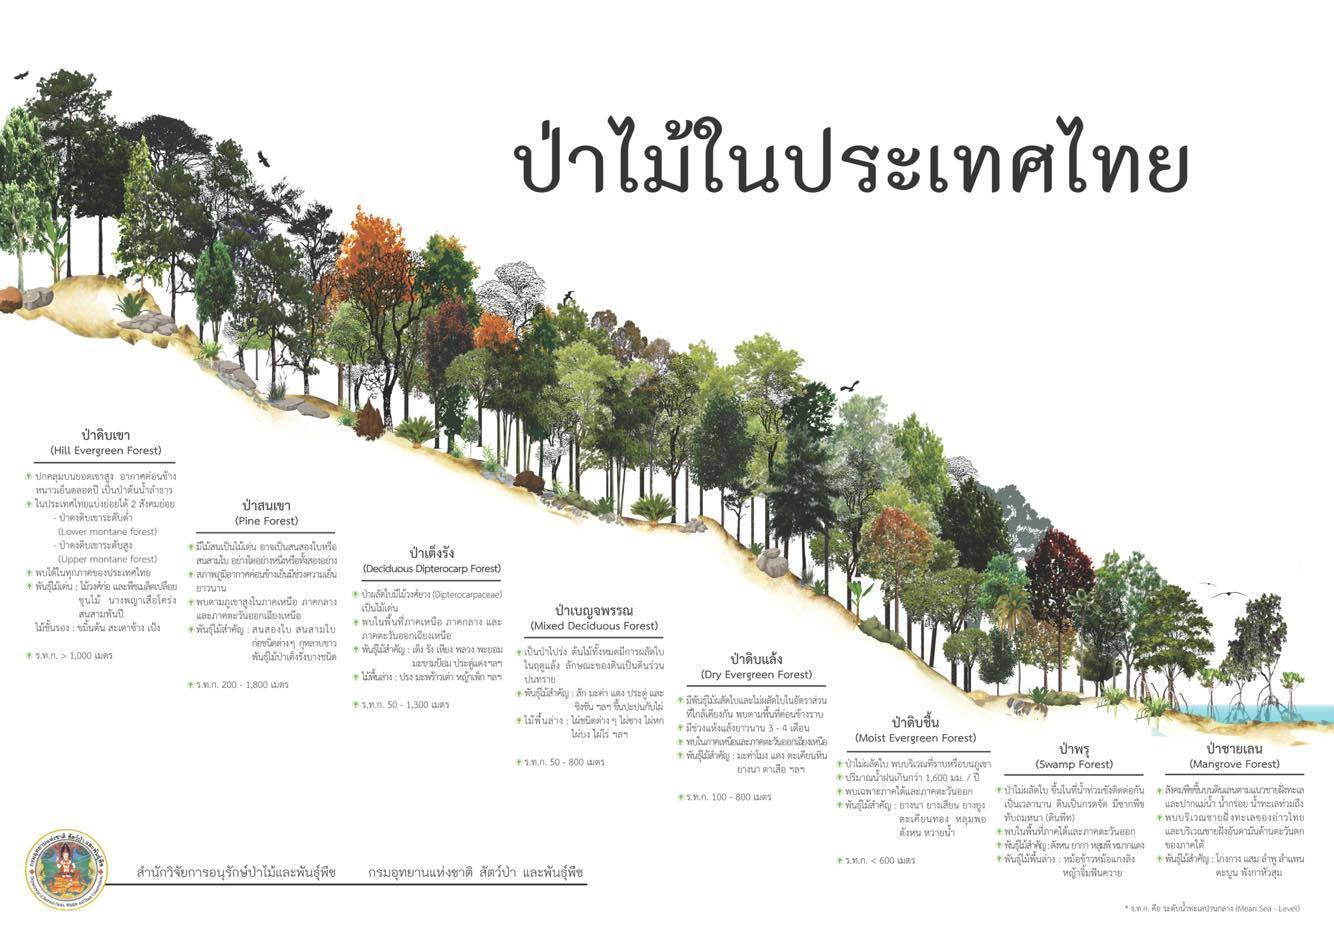 ป่าไม้ในประเทศไทย
ป่าดิบเขา
(Hill Evergreen Forest)
ปกคลุมบนยอดเขาสูง อากาศค่อนข้าง
หนาวเย็นตลอดปี เป็นป่าต้นน้ำลำธาร
ในประเทศไทยแบ่งย่อยได้ 2 สังคมย่อย
- ป่าดงดิบเขาระดับต่ำ
(Lower montane forest)
- ป่าดงดิบเขาระดับสูง
(Upper montane forest)
พบได้ในทุกภาคของประเทศไทย
พันธุ์ไม้เด่น : ไม้วงศ์ก่อ และพืชเมล็ดเปลือย
ขุนไม้ นางพญาเสือโคร่ง
สนสามพันปี
ไม้ชั้นรอง : ขมิ้นต้น สะเดาช้าง เป้ง
ร.ท.ก. > 1,000 เมตร
ป่าสนเขา
(Pine Forest)
มีไม้สนเป็นไม้เด่น อาจเป็นสนสองใบหรือ
สนสามใบ อย่างใดอย่างหนึ่งหรือทั้งสองอย่าง
สภาพภูมิอากาศค่อนข้างเย็นมีช่วงความเย็น
ยาวนาน
พบตามภูเขาสูงในภาคเหนือ ภาคกลาง
และภาคตะวันออกเฉียงเหนือ
พันธุ์ไม้สำคัญ : สนสองใบ สนสามใบ
ก่อชนิดต่างๆ กุหลาบขาว
พันธุ์ไม้ป่าเต็งรังบางชนิด
ร.ท.ก. 200 - 1,800 เมตร
ป่าเต็งรัง
(Deciduous Dipterocarp Forest)
ป่าผลัดใบมีไม้วงศ์ยาง (Dipterocarpaceae)
เป็นไม้เด่น
พบในพื้นที่ภาคเหนือ ภาคกลาง และ
ภาคตะวันออกเฉียงเหนือ
พันธุ์ไม้สำคัญ : เต็ง รัง เหียง พลวง พะยอม
มะขามป้อม ประดู่แดง ฯลฯ
ไม้พื้นล่าง : ปรง มะพร้าวเต่า หญ้าเพ็ก ฯลฯ
ร.ท.ก. 50 - 1,300 เมตร
ป่าเบญจพรรณ
(Mixed Deciduous Forest)
เป็นป่าโปร่ง ต้นไม้ทั้งหมดมีการผลัดใบ
ในฤดูแล้ง ลักษณะของดินเป็นดินร่วน
ปนทราย
พันธุ์ไม้สำคัญ : สัก มะค่า แดง ประดู่ และ
ชิงชัน ฯลฯ ขึ้นปะปนกับไผ่
ไม้พื้นล่าง : ไผ่ชนิดต่าง ๆ ไผ่ซาง ไผ่หก
ไผ่บง ไผ่ไร่ ฯลฯ
ร.ท.ก. 50 - 800 เมตร
ป่าดิบแล้ง
(Dry Evergreen Forest)
มีพันธุ์ไม้ผลัดใบและไม่ผลัดใบในอัตราส่วน
ที่ใกล้เคียงกัน พบตามพื้นที่ค่อนข้างราบ
มีช่วงแห้งแล้งยาวนาน 3 - 4 เดือน
พบในภาคเหนือและภาคตะวันออกเฉียงเหนือ
พันธุ์ไม้สำคัญ : มะค่าโมง แดง ตะเคียนหิน
ยางนา ตาเสือ ฯลฯ
ร.ท.ก. 100 - 800 เมตร
ป่าดิบชื้น
(Moist Evergreen Forest)
ป่าไม่ผลัดใบ พบบริเวณที่ราบหรือบนภูเขา
ปริมาณน้ำฝนเกินกว่า 1,600 มม. / ปี
พบเฉพาะภาคใต้และภาคตะวันออก
พันธุ์ไม้สำคัญ : ยางนา ยางเสียน ยางยูง
ตะเคียนทอง หลุมพอ
ตังหน หวายน้ำ
ร.ท.ก. < 600 เมตร
ป่าพรุ
(Swamp Forest)
ป่าไม่ผลัดใบ ขึ้นในที่น้ำท่วมขังติดต่อกัน
เป็นเวลานาน ดินเป็นกรดจัด มีซากพืช
ทับถมหนา (ดินพีท)
พบในพื้นที่ภาคใต้และภาคตะวันออก
พันธุ์ไม้สำคัญ : ตังหน ยากา หลุมพี หมากแดง
พันธุ์ไม้พื้นล่าง : หม้อข้าวหม้อแกงลิง
หญ้าจิ้มฟันควาย
ป่าชายเลน
(Mangrove Forest)
สังคมพืชขึ้นบนดินเลนตามแนวชายฝั่งทะเล
และปากแม่น้ำ น้ำกร่อย น้ำทะเลท่วมถึง
พบบริเวณชายฝั่งทะเลของอ่าวไทย
และบริเวณชายฝั่งอันดามันด้านตะวันตก
ของภาคใต้
พันธุ์ไม้สำคัญ : โกงกาง แสม ลำพู ลำแพน
ตะบูน พังกาหัวสุม
สำนักวิจัยการอนุรักษ์ป่าไม้และพันธุ์พืช กรมอุทยานแห่งชาติ สัตว์ป่า และพันธุ์พืช
* ร.ท.ก. คือ ระดับน้ำทะเลปานกลาง (Mean Sea - Level)